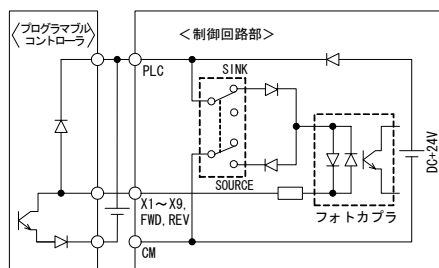 〈プログラマブル
コントローラ〉
＜制御回路部＞
PLC
SINK
SOURCE
X1～X9,
FWD,REV
CM
フォトカプラ
DC+24V